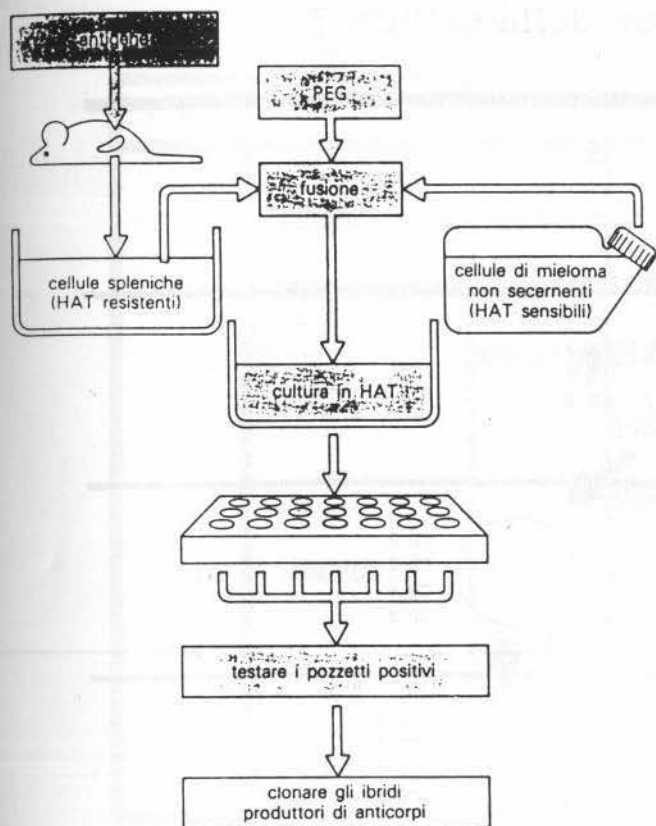 antigene
PEG
fusione
cellule spleniche
(HAT resistenti)
cellule di mieloma
non secernenti
(HAT sensibili)
cultura in HAT
testare i pozzetti positivi
clonare gli ibridi
produttori di anticorpi